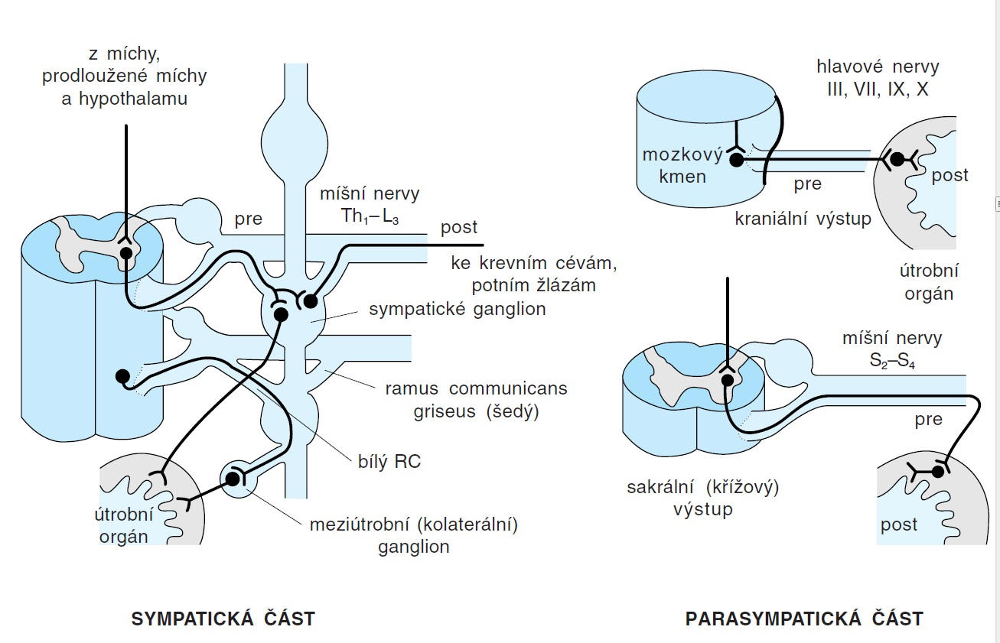 z míchy,
prodloužené míchy
a hypothalamu
pre
míšní nervy
Th₁–L₃
post
ke krevním cévám,
potním žlázám
sympatické ganglion
ramus communicans
griseus (šedý)
bílý RC
útrobní
orgán
meziútrobní (kolaterální)
ganglion
SYMPATICKÁ ČÁST
hlavové nervy
III, VII, IX, X
mozkový
kmen
pre
post
kraniální výstup
útrobní
orgán
míšní nervy
S₂–S₄
pre
sakrální (křížový)
výstup
post
PARASYMPATICKÁ ČÁST